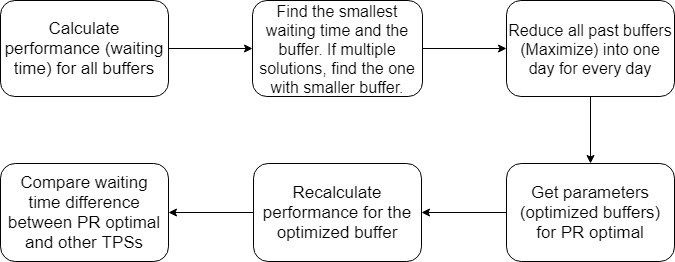 Calculate
performance (waiting
time) for all buffers
Find the smallest
waiting time and the
buffer. If multiple
solutions, find the one
with smaller buffer.
Reduce all past buffers
(Maximize) into one
day for every day
Get parameters
(optimized buffers)
for PR optimal
Recalculate
performance for the
optimized buffer
Compare waiting
time difference
between PR optimal
and other TPSs